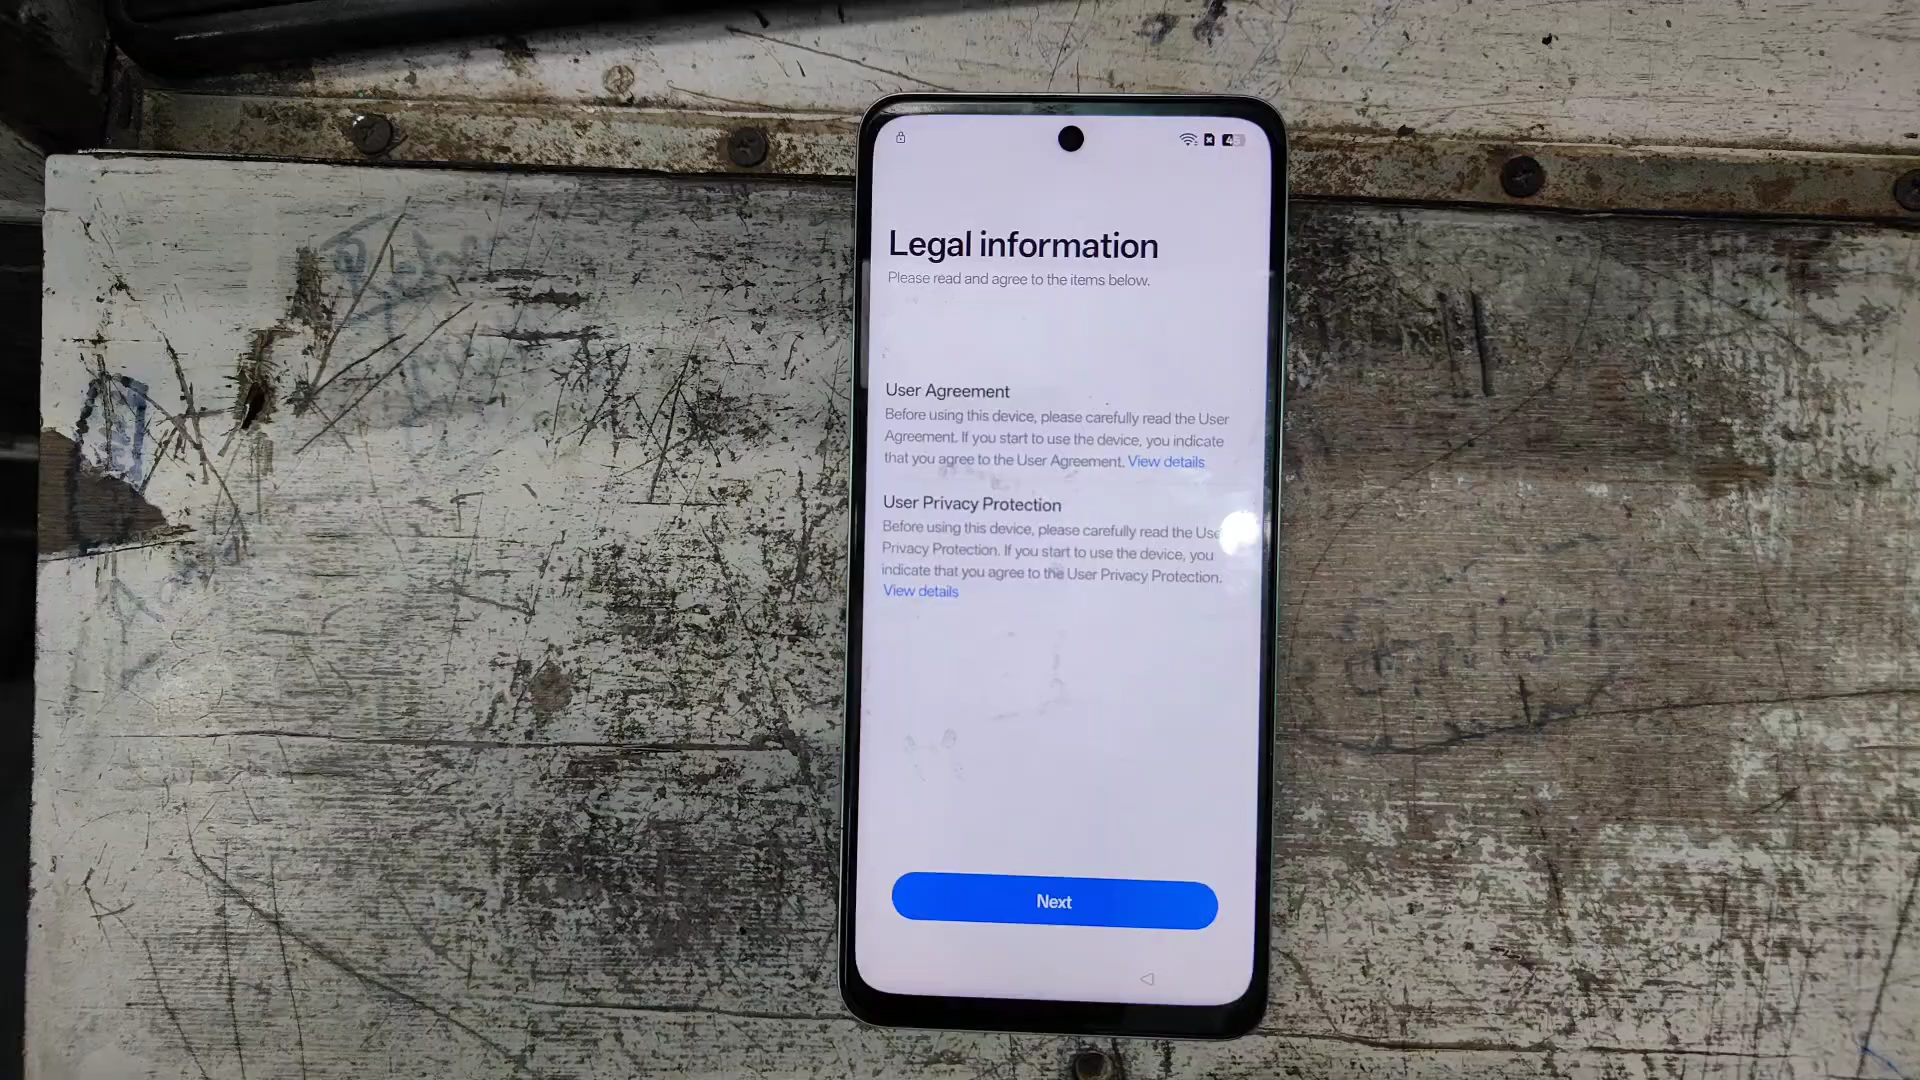 Legal information
Please read and agree to the items below.
User Agreement
Before using this device, please carefully read the User
Agreement. If you start to use the device, you indicate
that you agree to the User Agreement. View details
User Privacy Protection
Before using this device, please carefully read the
Privacy Protection. If you start to use the device, you
indicate that you agree to the User Privacy Protection.
View details
Next